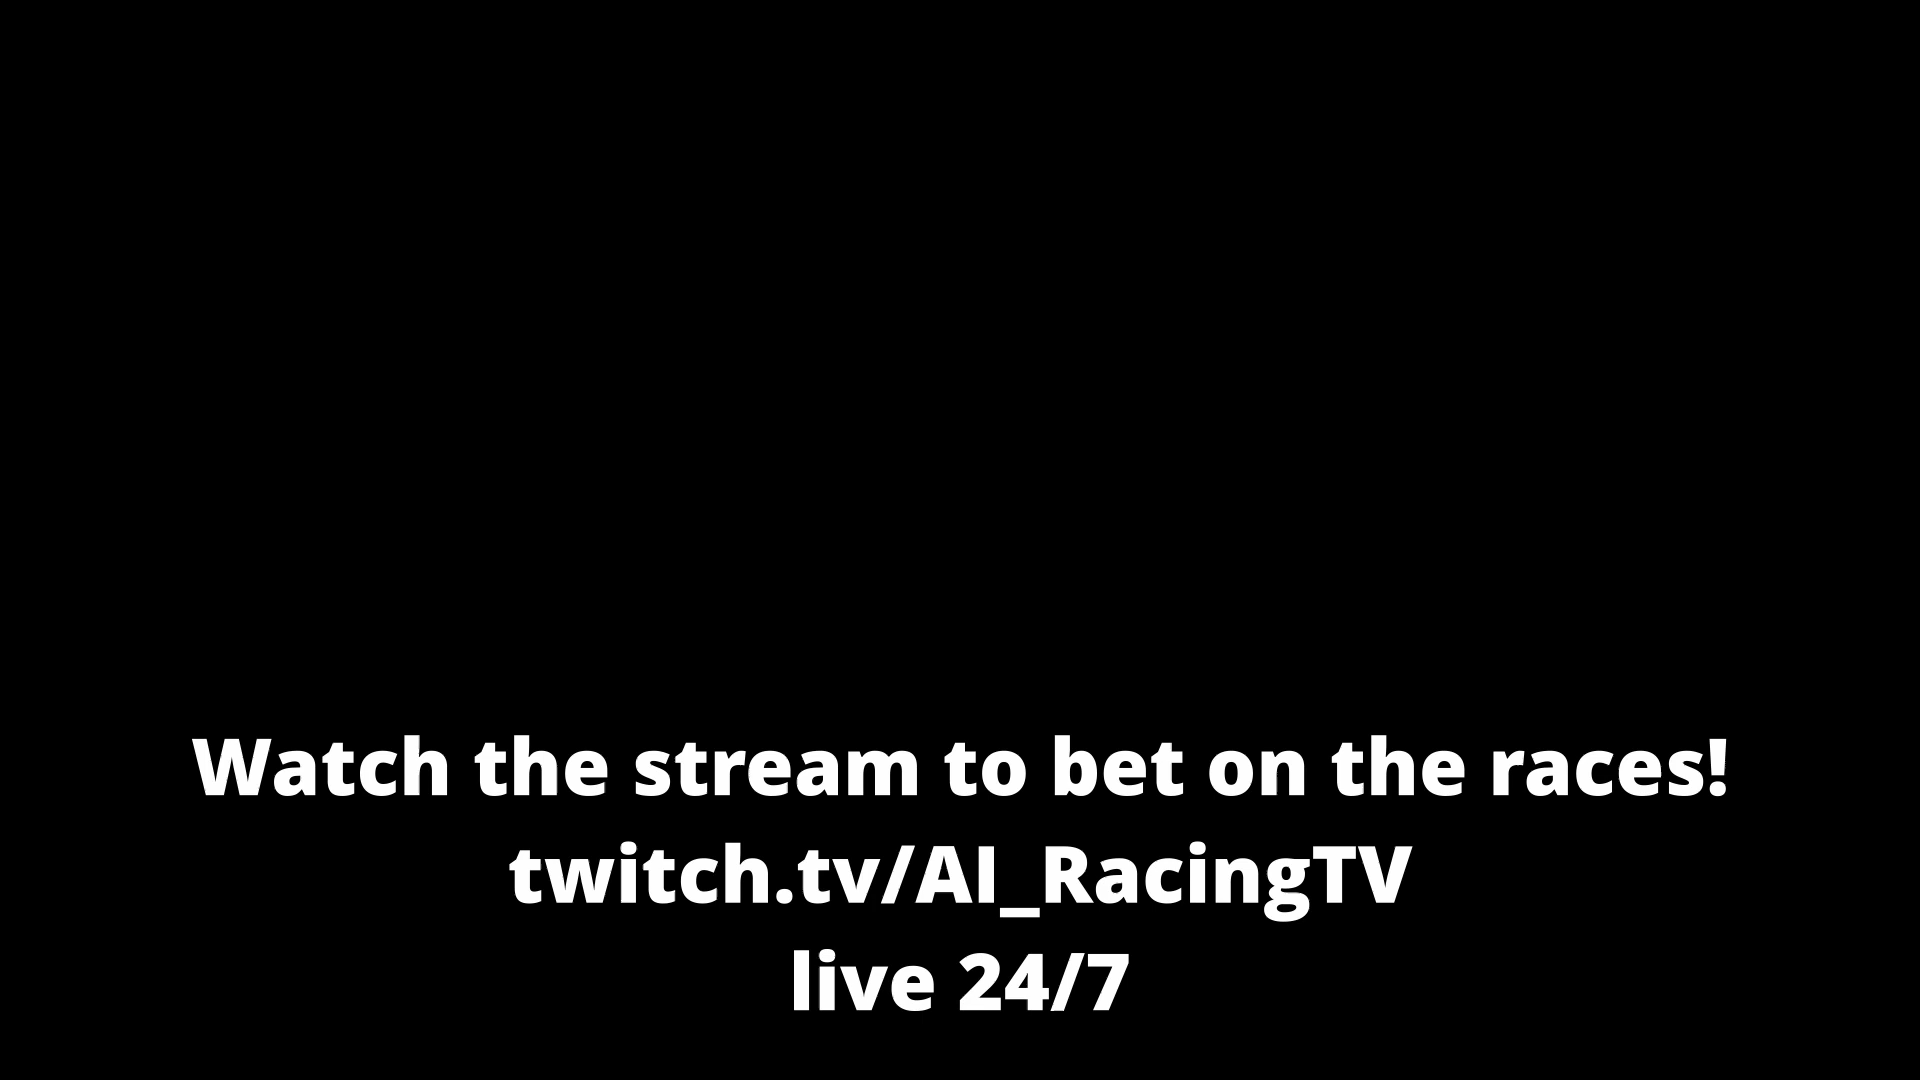 Watch the stream to bet on the races!
twitch.tv/AI_RacingTV
live 24/7